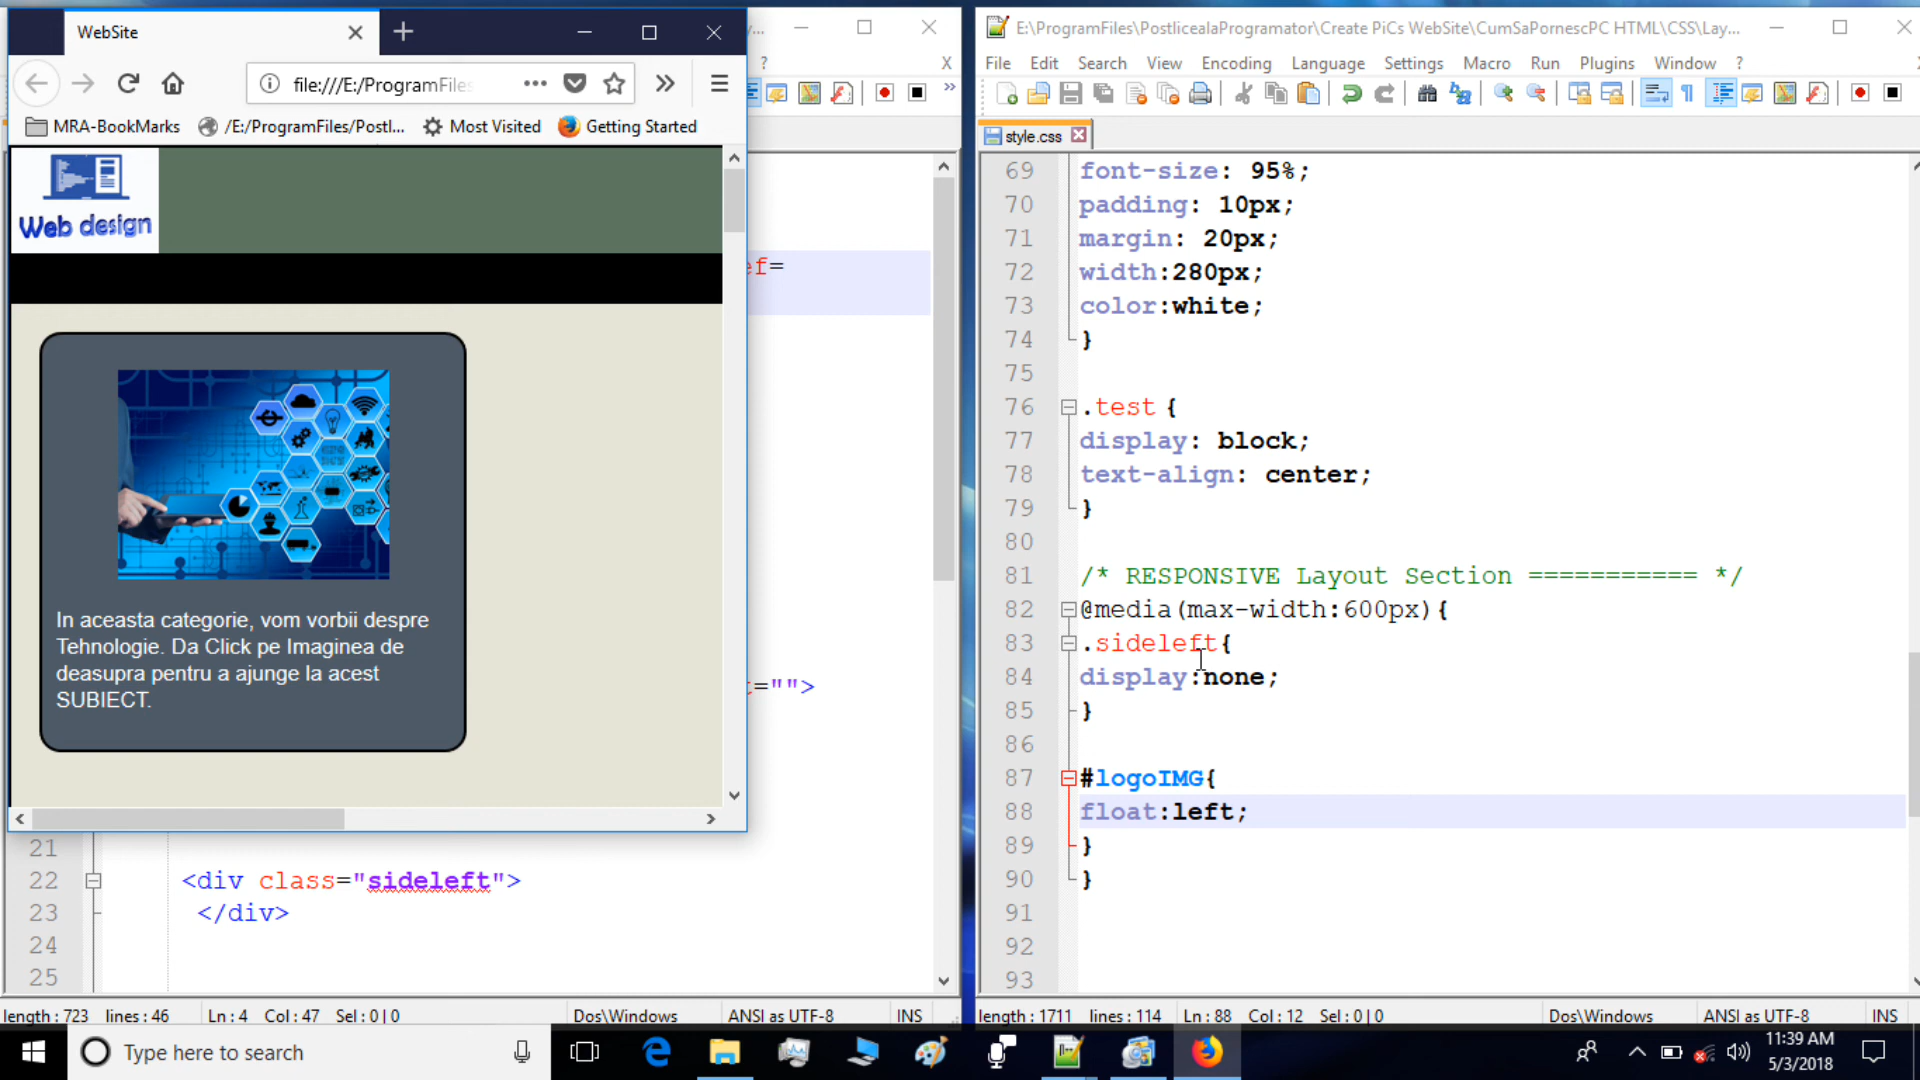 WebSite
file:///E:/ProgramFiles
MRA-BookMarks
/E:/ProgramFiles/Postl...
Most Visited
Getting Started
Web design
In aceasta categorie, vom vorbii despre
Tehnologie. Da Click pe Imaginea de
deasupra pentru a ajunge la acest
SUBIECT.
?
X
ef=
t="">
21
22 <div class="sideleft">
23 </div>
24
25
length : 723 lines : 46 Ln : 4 Col : 47 Sel : 0 | 0 Dos\Windows ANSI as UTF-8 INS
E:\ProgramFiles\PostlicealaProgramator\Create PiCs WebSite\CumSaPornescPC HTML\CSS\Lay...
File Edit Search View Encoding Language Settings Macro Run Plugins Window ?
style.css
69 font-size: 95%;
70 padding: 10px;
71 margin: 20px;
72 width:280px;
73 color:white;
74 }
75
76 .test {
77 display: block;
78 text-align: center;
79 }
80
81 /* RESPONSIVE Layout Section =========== */
82 @media(max-width:600px){
83 .sideleft{
84 display:none;
85 }
86
87 #logoIMG{
88 float:left;
89 }
90 }
91
92
93
length : 1711 lines : 114 Ln : 88 Col : 12 Sel : 0 | 0 Dos\Windows ANSI as UTF-8 INS
Type here to search
11:39 AM
5/3/2018